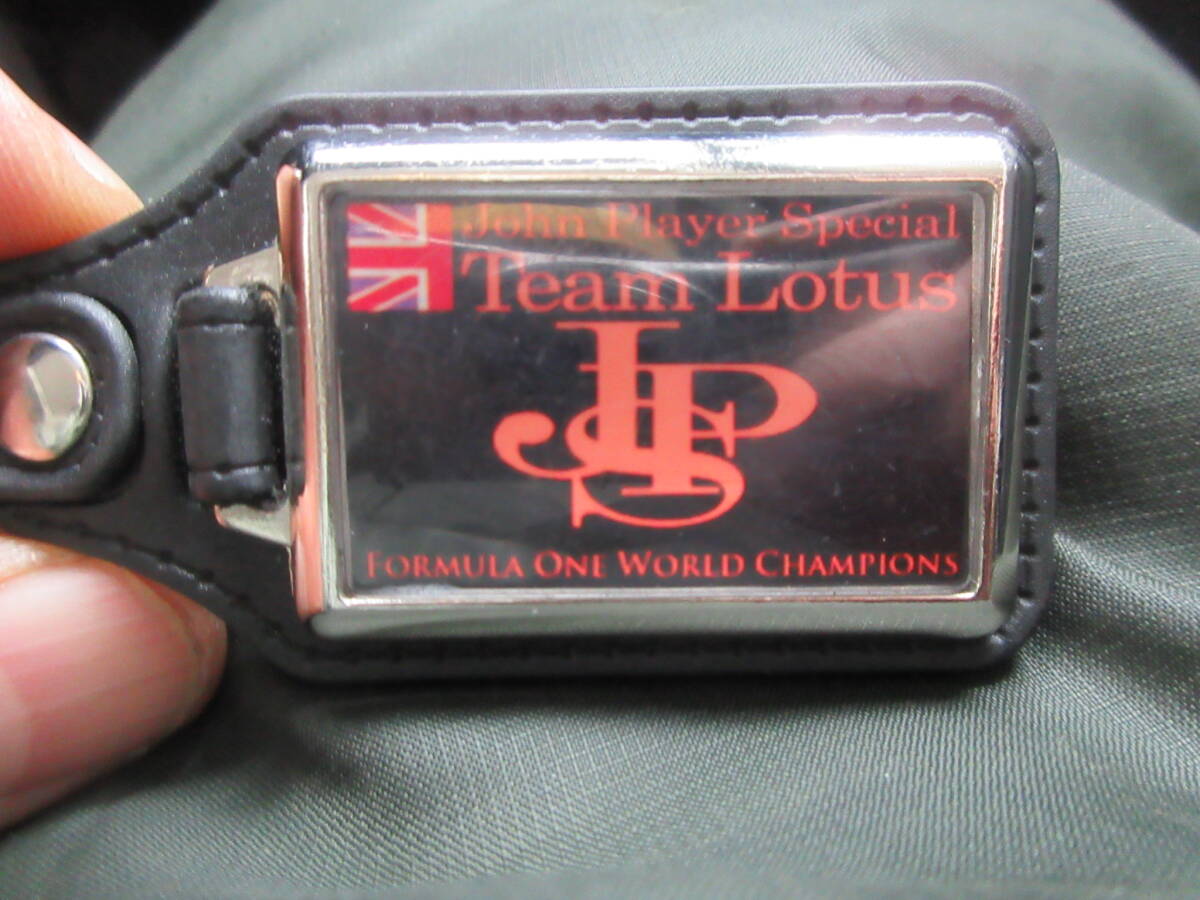 John Player Special
Team Lotus
JPS
FORMULA ONE WORLD CHAMPIONS